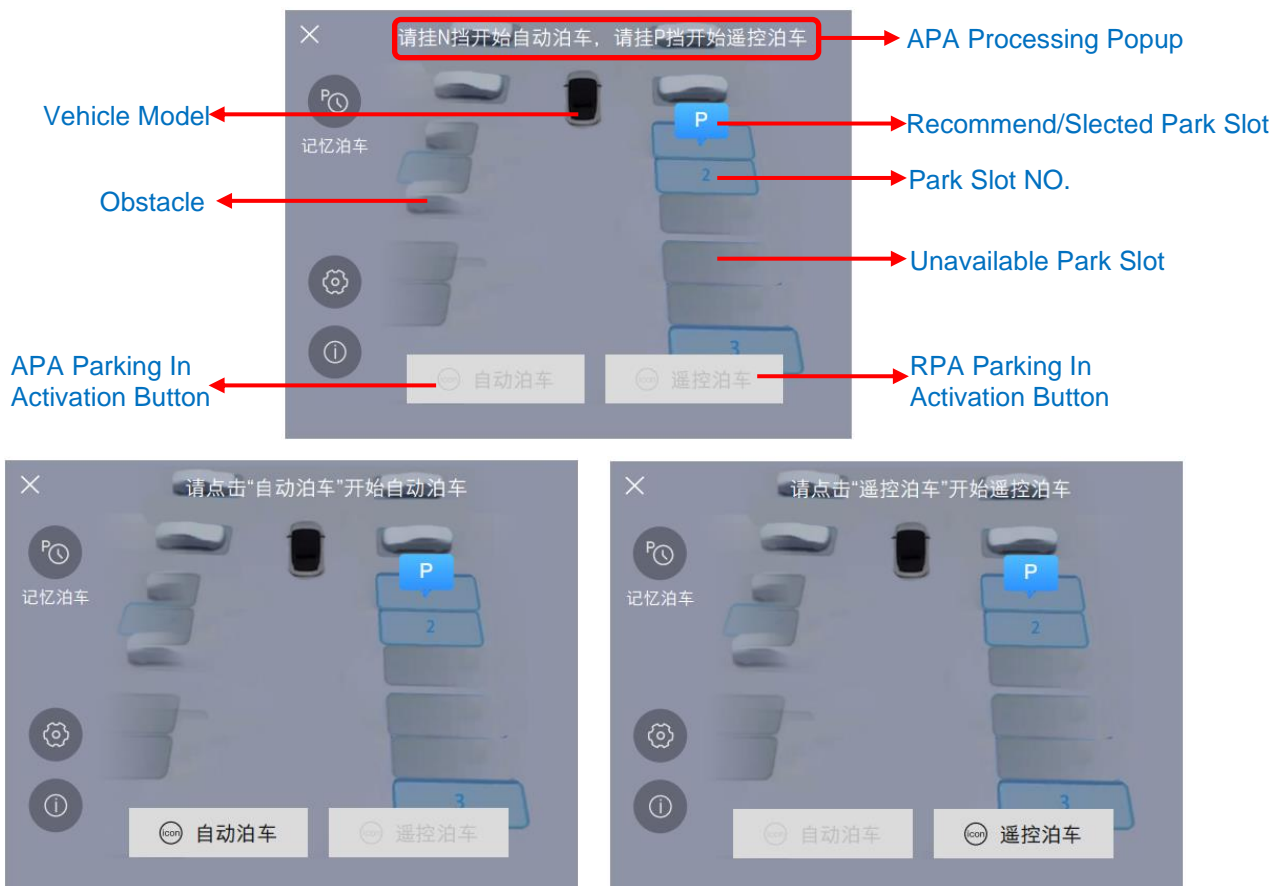 请挂N挡开始自动泊车，请挂P挡开始遥控泊车
APA Processing Popup
P
记忆泊车
Vehicle Model
P
Recommend/Slected Park Slot
2
Park Slot NO.
Obstacle
Unavailable Park Slot
3
APA Parking In
Activation Button
icon 自动泊车
icon 遥控泊车
RPA Parking In
Activation Button
请点击“自动泊车”开始自动泊车
P
记忆泊车
P
2
3
icon 自动泊车
icon 遥控泊车
请点击“遥控泊车”开始遥控泊车
P
记忆泊车
P
2
3
icon 自动泊车
icon 遥控泊车